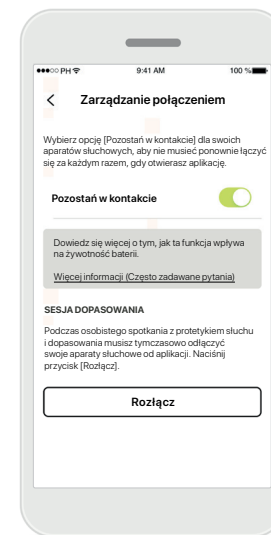 ●●●○○ PH 9:41 AM 100 %
Zarządzanie połączeniem
Wybierz opcję [Pozostań w kontakcie] dla swoich
aparatów słuchowych, aby nie musieć ponownie łączyć
się za każdym razem, gdy otwierasz aplikację.
Pozostań w kontakcie
Dowiedz się więcej o tym, jak ta funkcja wpływa
na żywotność baterii.
Więcej informacji (Często zadawane pytania)
SESJA DOPASOWANIA
Podczas osobistego spotkania z protetykiem słuchu
i dopasowania musisz tymczasowo odłączyć
swoje aparaty słuchowe od aplikacji. Naciśnij
przycisk [Rozłącz].
Rozłącz